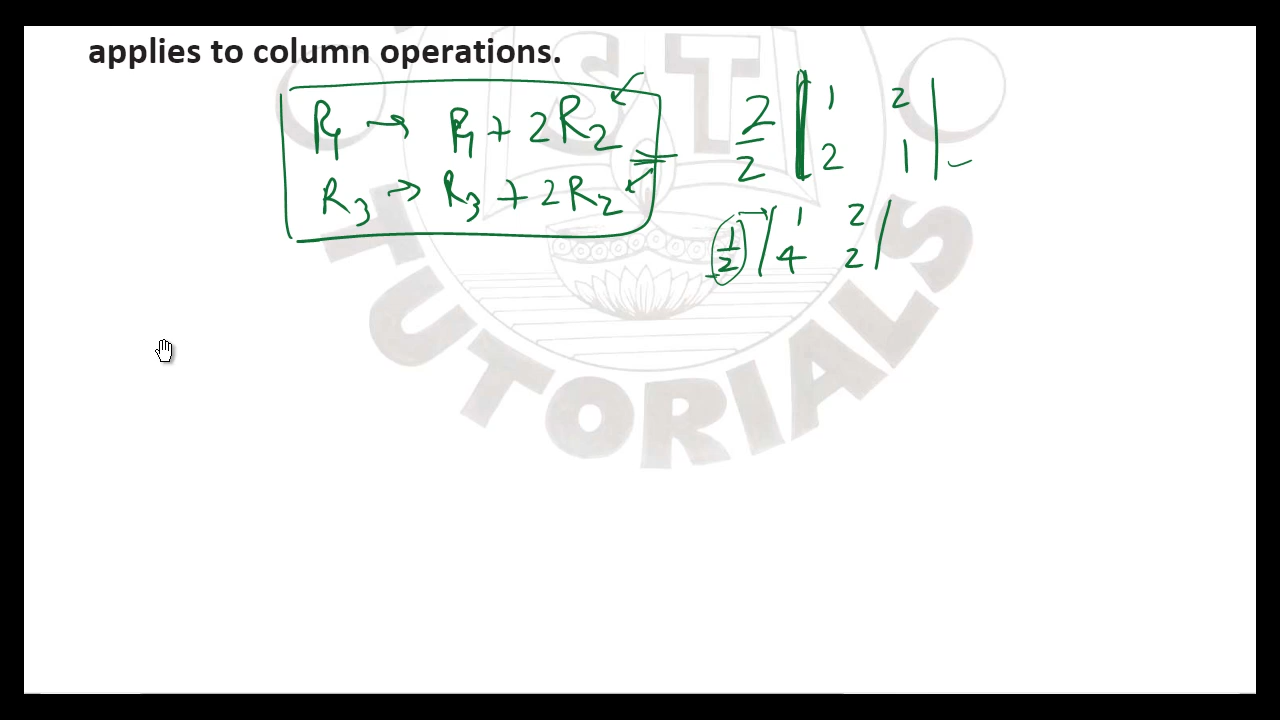 applies to column operations.
R₁ → R₁ + 2R₂
R₃ → R₃ + 2R₂
2/2 | 1 2 |
| 2 1 |
1/2 | 1 2 |
| 4 2 |
IST
TUTORIALS